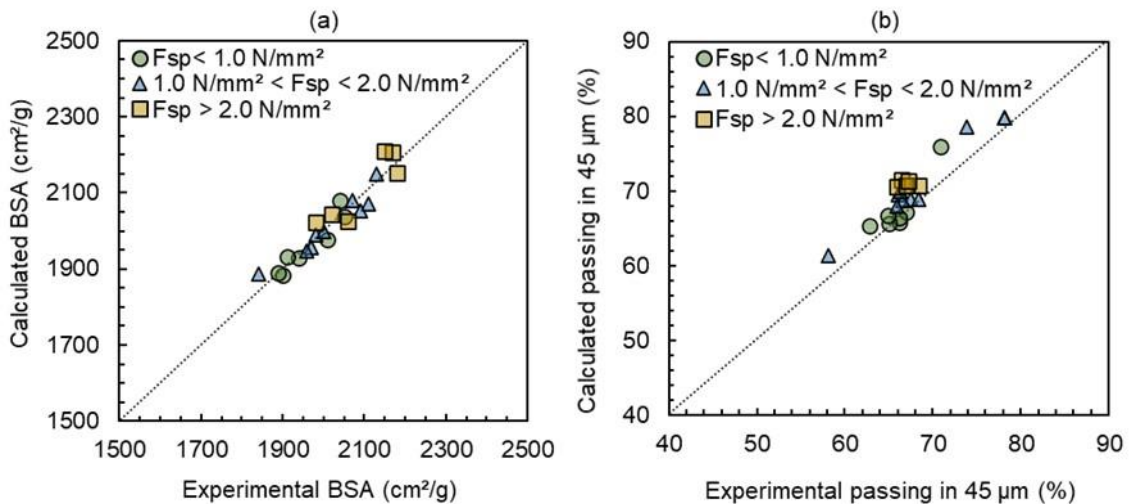 (a)
2500
2300
2100
1900
1700
1500
1500 1700 1900 2100 2300 2500
Calculated BSA (cm²/g)
Experimental BSA (cm²/g)
Fsp< 1.0 N/mm²
1.0 N/mm² < Fsp < 2.0 N/mm²
Fsp > 2.0 N/mm²
(b)
90
80
70
60
50
40
40 50 60 70 80 90
Calculated passing in 45 µm (%)
Experimental passing in 45 µm (%)
Fsp< 1.0 N/mm²
1.0 N/mm² < Fsp < 2.0 N/mm²
Fsp > 2.0 N/mm²